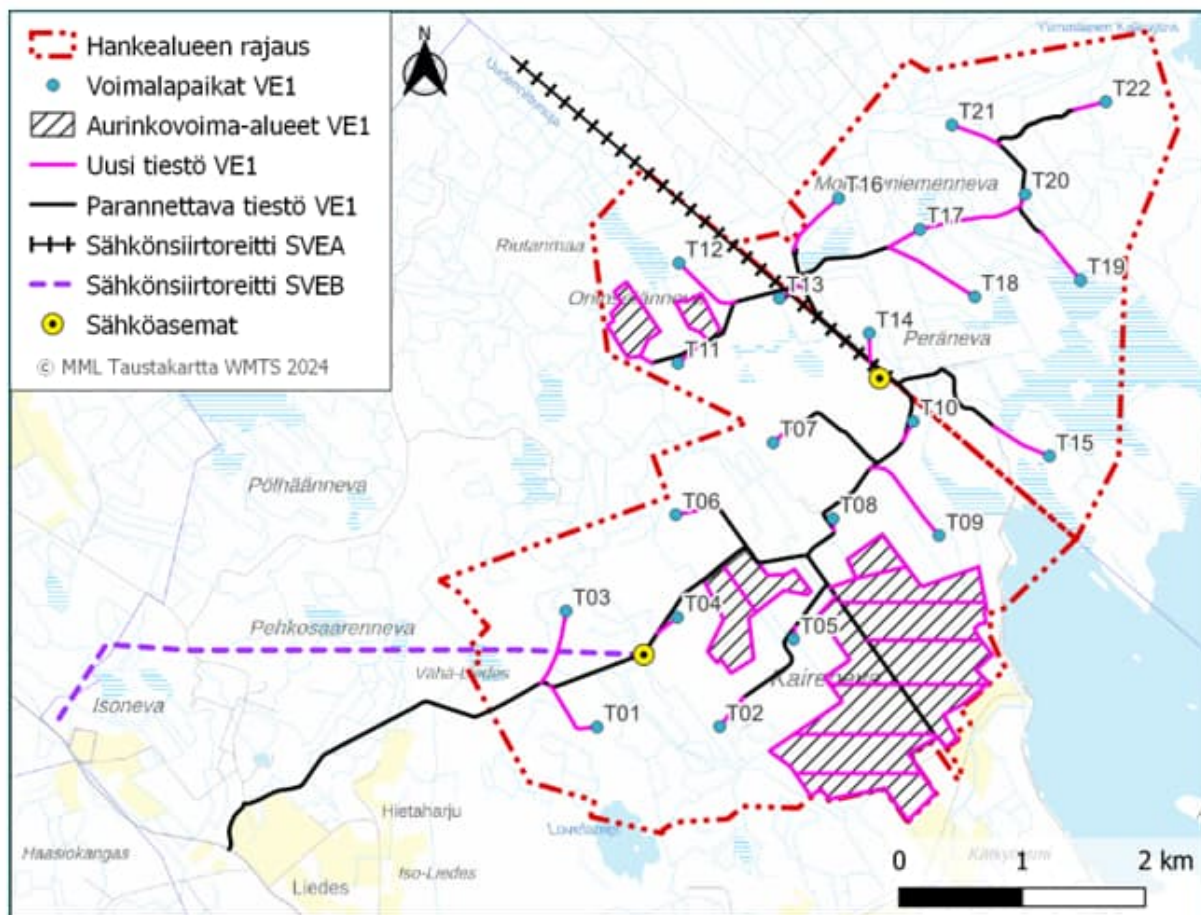 Hankealueen rajaus
Voimalapaikat VE1
Aurinkovoima-alueet VE1
Uusi tiestö VE1
Parannettava tiestö VE1
Sähkönsiirtoreitti SVEA
Sähkönsiirtoreitti SVEB
Sähköasemat
© MML Taustakartta WMTS 2024
N
T22
T21
T16
T20
T17
Riutanmaa
T12
T19
T18
T13
T14
Peräneva
T11
T10
T07
T15
Pölhäänneva
T06
T08
T09
T03
T04
Pehkosaarenneva
T05
Vähä-Liedes
Kaireneva
Isoneva
T01
T02
Hietaharju
Haasiokangas
Iso-Liedes
Liedes
0 1 2 km